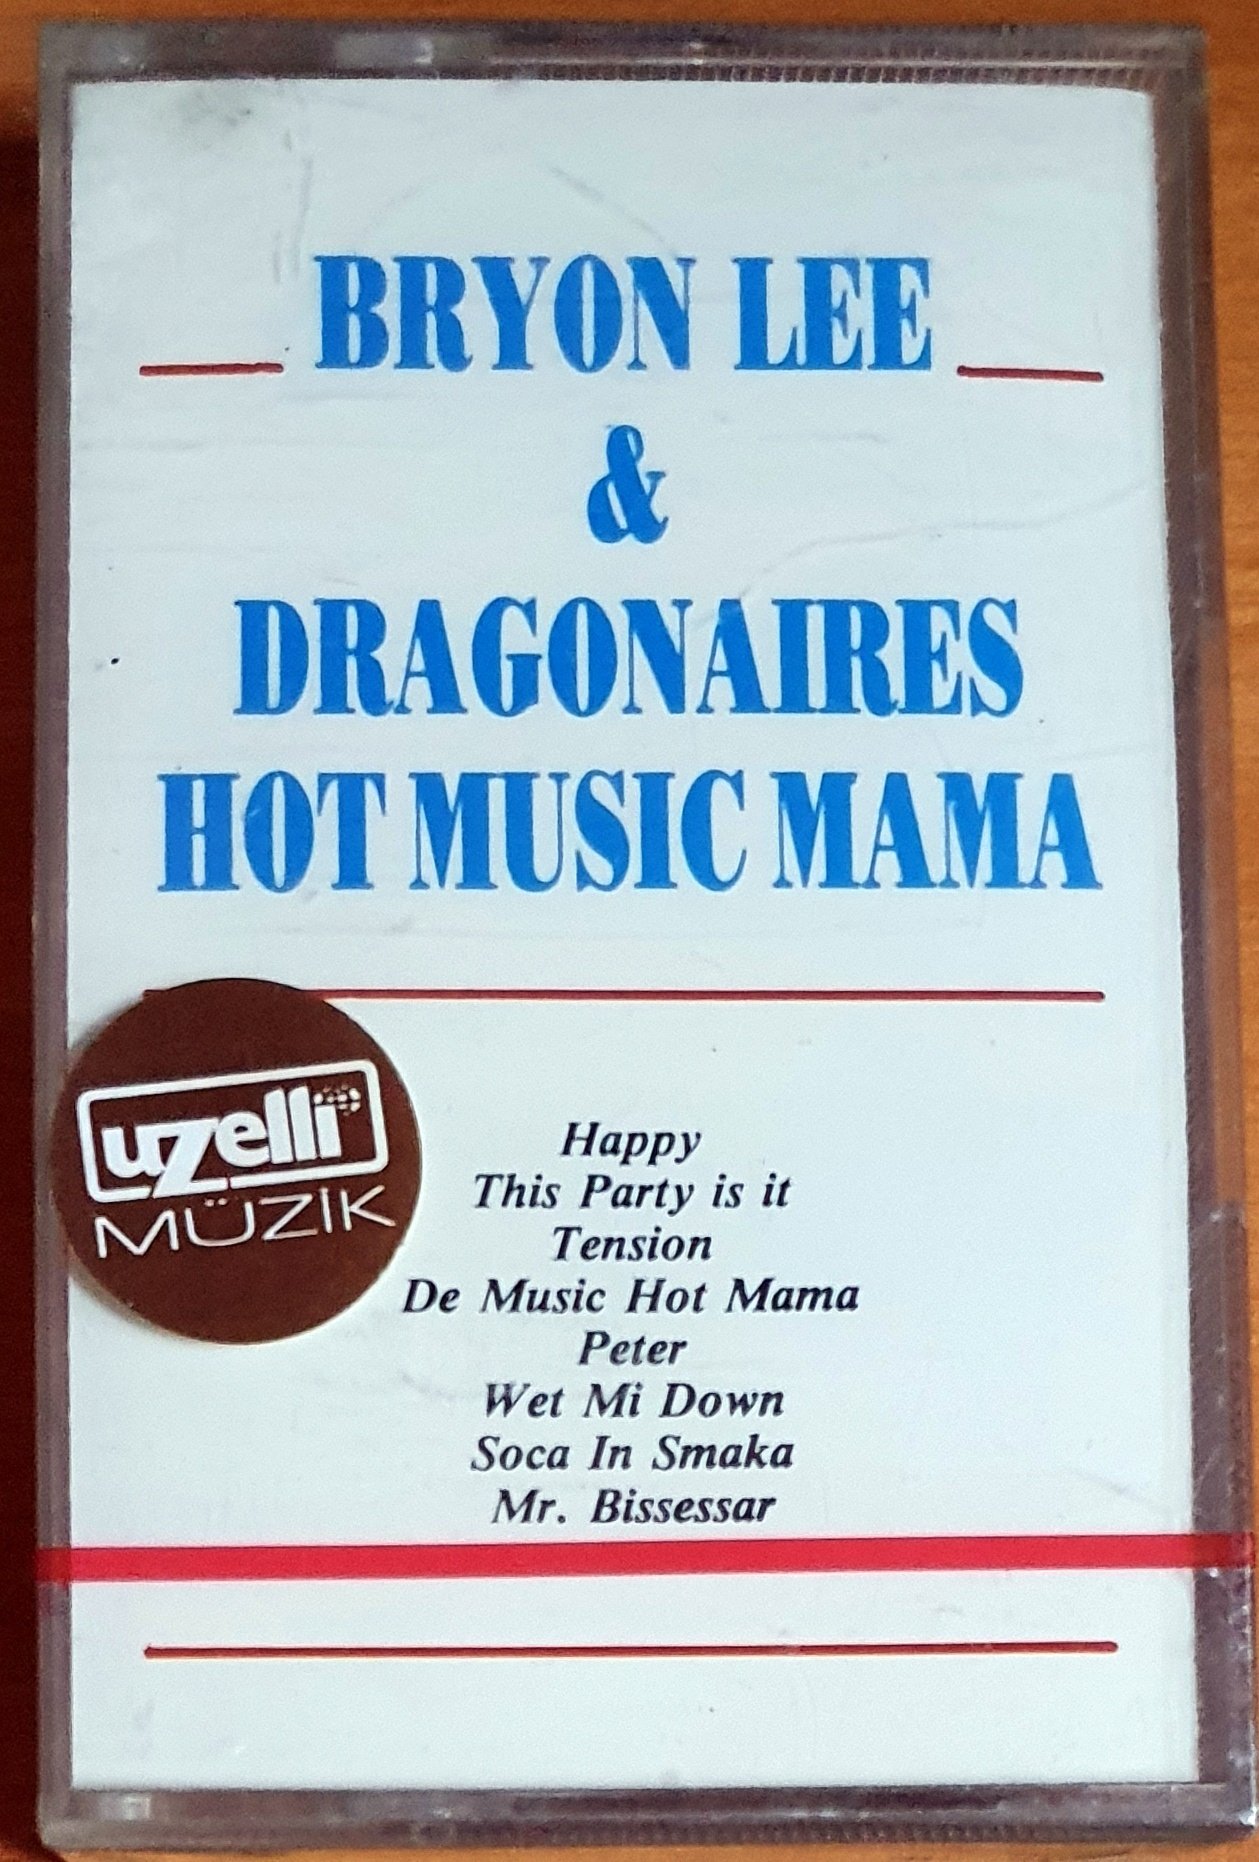 BRYON LEE
&
DRAGONAIRES
HOT MUSIC MAMA
uzelli
MÜZİK
Happy
This Party is it
Tension
De Music Hot Mama
Peter
Wet Mi Down
Soca In Smaka
Mr. Bissessar